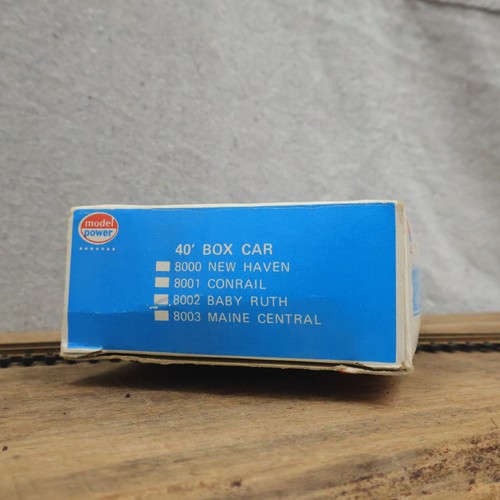 model
power
40' BOX CAR
8000 NEW HAVEN
8001 CONRAIL
8002 BABY RUTH
8003 MAINE CENTRAL